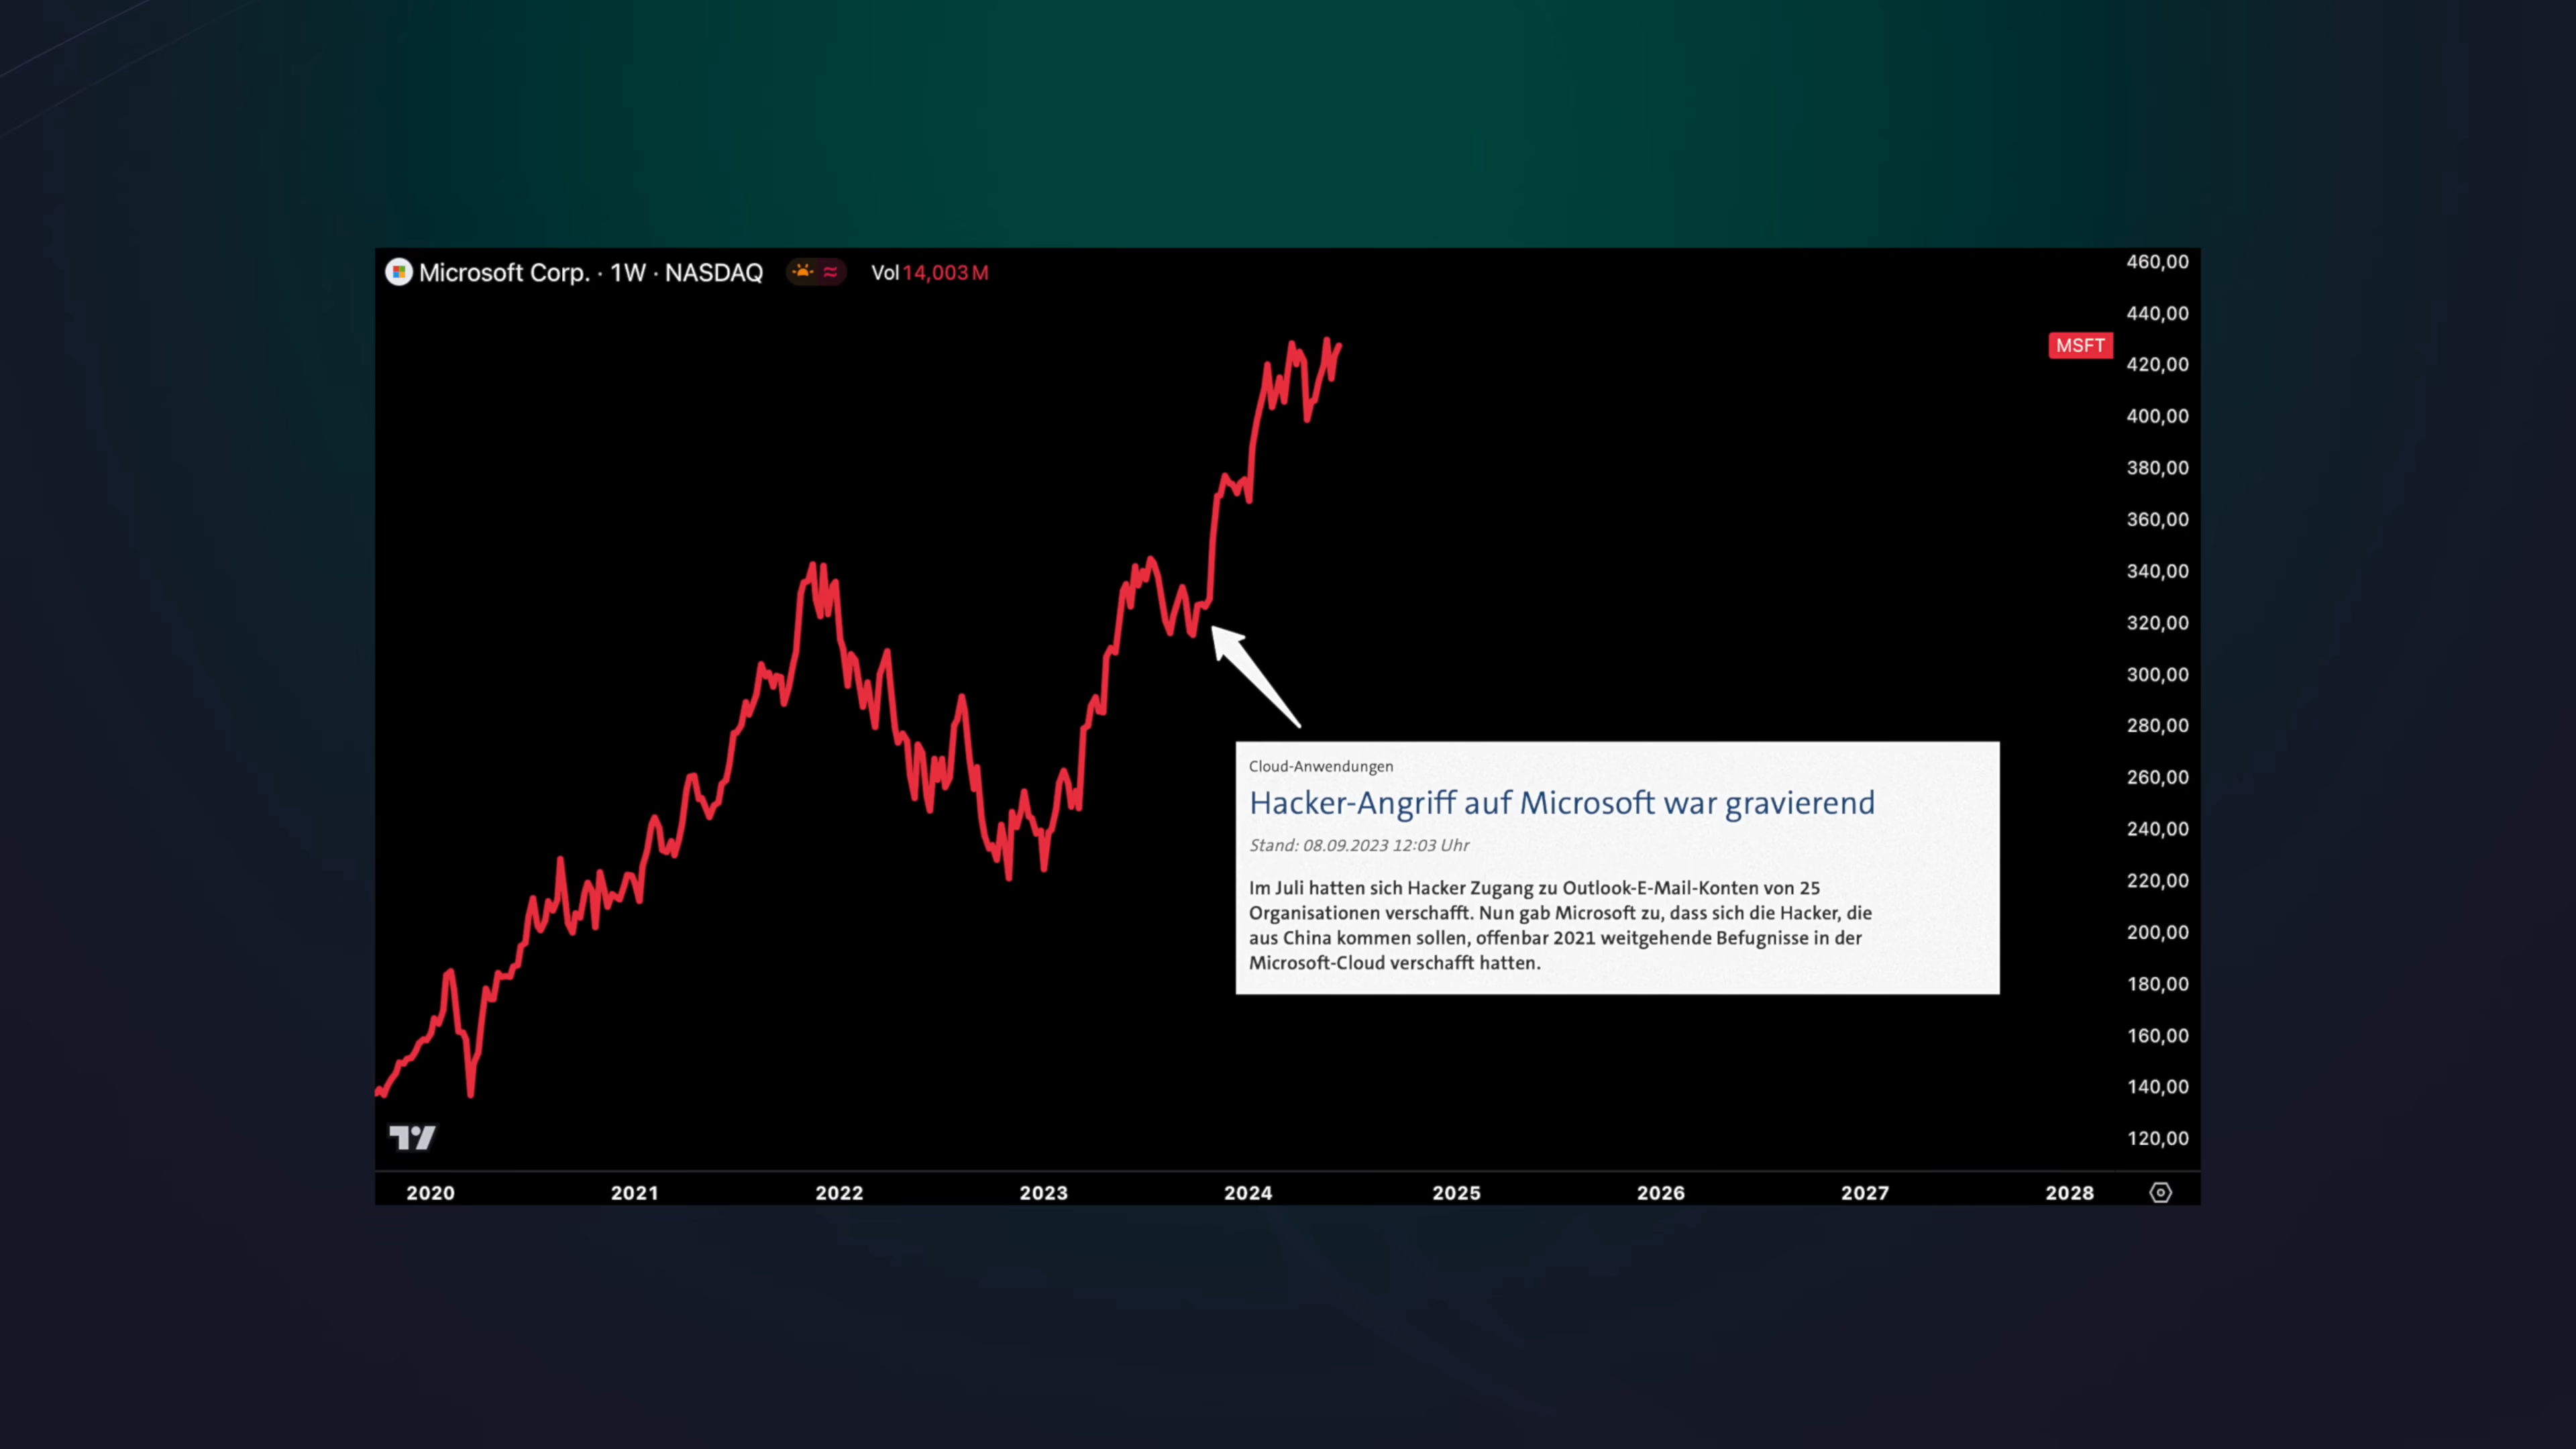 Microsoft Corp. · 1W · NASDAQ Vol 14,003 M
460,00
440,00
MSFT
420,00
400,00
380,00
360,00
340,00
320,00
300,00
280,00
260,00
240,00
220,00
200,00
180,00
160,00
140,00
120,00
Cloud-Anwendungen
Hacker-Angriff auf Microsoft war gravierend
Stand: 08.09.2023 12:03 Uhr
Im Juli hatten sich Hacker Zugang zu Outlook-E-Mail-Konten von 25
Organisationen verschafft. Nun gab Microsoft zu, dass sich die Hacker, die
aus China kommen sollen, offenbar 2021 weitgehende Befugnisse in der
Microsoft-Cloud verschafft hatten.
2020 2021 2022 2023 2024 2025 2026 2027 2028